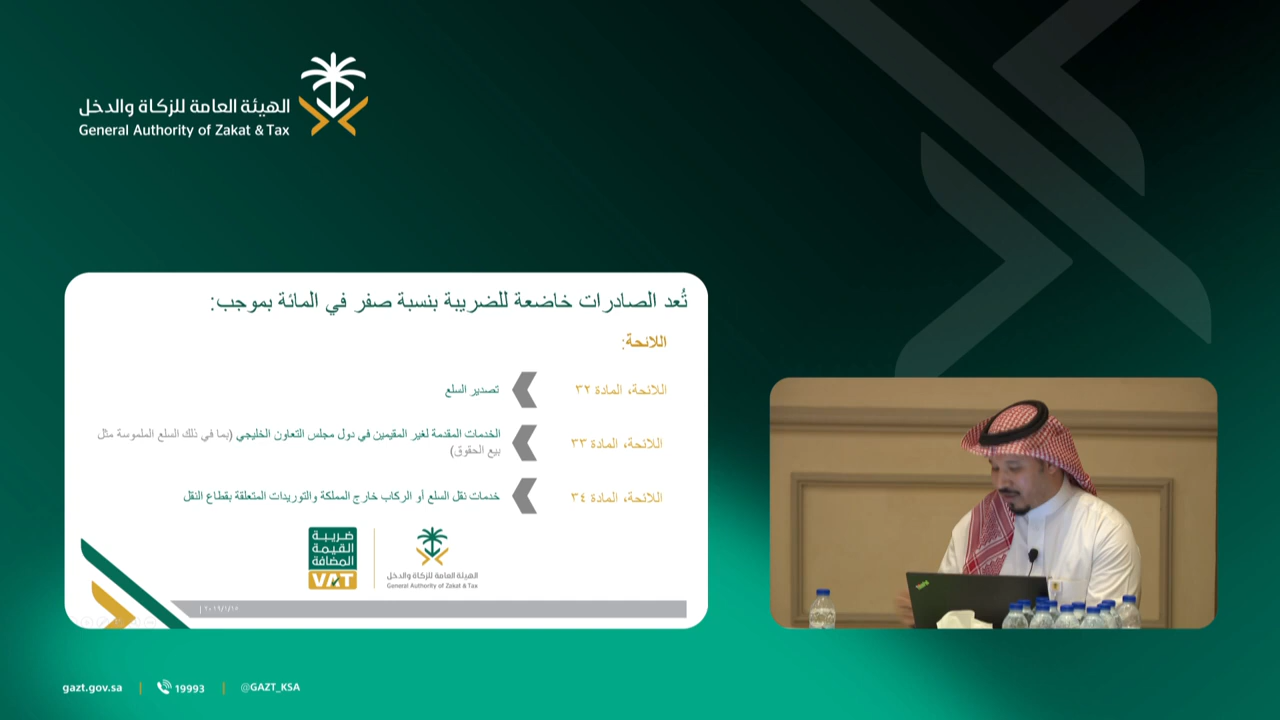 الهيئة العامة للزكاة والدخل
General Authority of Zakat & Tax
تُعد الصادرات خاضعة للضريبة بنسبة صفر في المائة بموجب:
اللائحة:
اللائحة، المادة ٣٢
تصدير السلع
اللائحة، المادة ٣٣
الخدمات المقدمة لغير المقيمين في دول مجلس التعاون الخليجي (بما في ذلك السلع الملموسة مثل
بيع الحقوق)
اللائحة، المادة ٣٤
خدمات نقل السلع أو الركاب خارج المملكة والتوريدات المتعلقة بقطاع النقل
ضريبة
القيمة
المضافة
VAT
الهيئة العامة للزكاة والدخل
General Authority of Zakat & Tax
gazt.gov.sa | 19993 | @GAZT_KSA